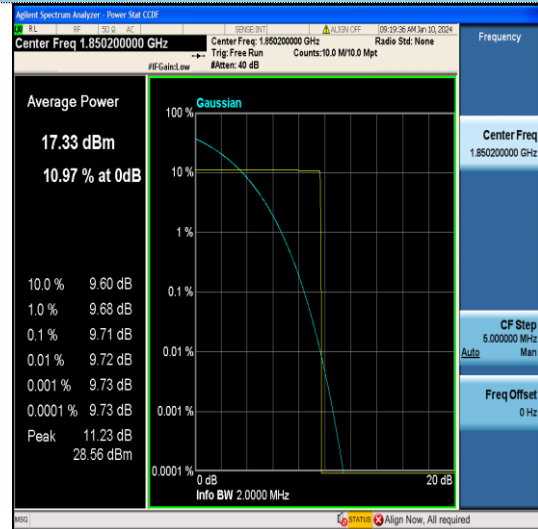 Agilent Spectrum Analyzer - Power Stat CCDF
RL RF 50 Ω AC SENSE:INT ALIGN OFF 09:19:36 AM Jan 10, 2024
Center Freq 1.850200000 GHz
Center Freq: 1.850200000 GHz Radio Std: None
Trig: Free Run Counts:10.0 M/10.0 Mpt
#IFGain:Low #Atten: 40 dB
Frequency
Average Power
17.33 dBm
10.97 % at 0dB
10.0 % 9.60 dB
1.0 % 9.68 dB
0.1 % 9.71 dB
0.01 % 9.72 dB
0.001 % 9.73 dB
0.0001 % 9.73 dB
Peak 11.23 dB
28.56 dBm
Gaussian
100 %
10 %
1 %
0.1 %
0.01 %
0.001 %
0.0001 %
0 dB 20 dB
Info BW 2.0000 MHz
Center Freq
1.850200000 GHz
CF Step
5.000000 MHz
Auto Man
Freq Offset
0 Hz
MSG STATUS Align Now, All required